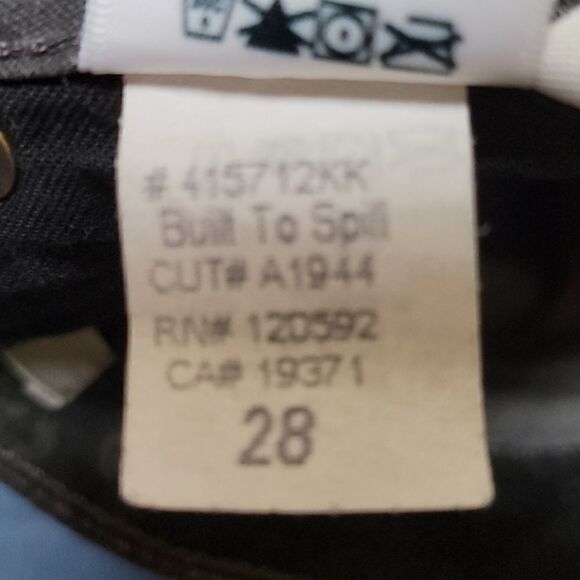 # 415712KK
Built To Spill
CUT# A1944
RN# 120592
CA# 19371
28